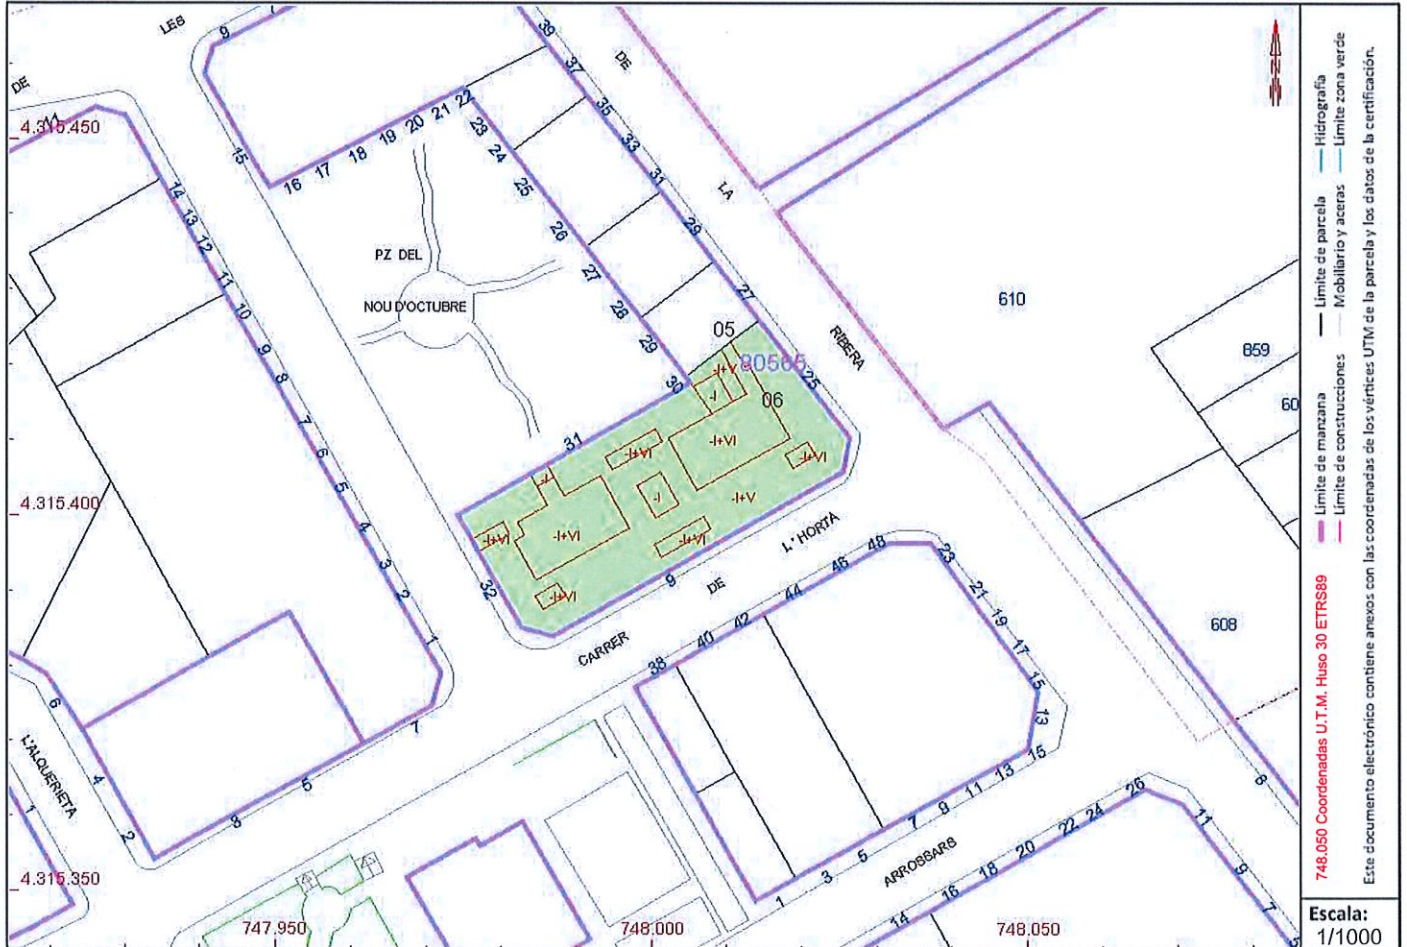 DE
LES
9
7
11
4.315.450
15
16
17
18
19
20
21
22
23
24
25
26
27
28
29
30
31
32
14
13
12
11
10
9
8
7
6
5
4
3
2
1
39
37
35
33
31
29
27
25
DE
LA
RIBERA
PZ DEL
NOU D'OCTUBRE
610
859
60
608
05
80565
06
-I+V
-I
-I+VI
-I+VI
-I+VI
-I
-I+V
-I+VI
-I+VI
-I+VI
-I+VI
9
4.315.400
CARRER
DE
L'HORTA
38
40
42
44
46
48
23
21
19
17
15
13
15
13
11
9
7
5
3
1
ARROSSARS
14
16
18
20
22
24
26
11
9
7
8
6
4
2
L'ALQUERIETA
1
3
5
7
4.315.350
747.950
748.000
748.050
N
748.050 Coordenadas U.T.M. Huso 30 ETRS89
Límite de manzana
Límite de parcela
Hidrografía
Límite de construcciones
Mobiliario y aceras
Límite zona verde
Este documento electrónico contiene anexos con las coordenadas de los vértices UTM de la parcela y los datos de la certificación.
Escala:
1/1000